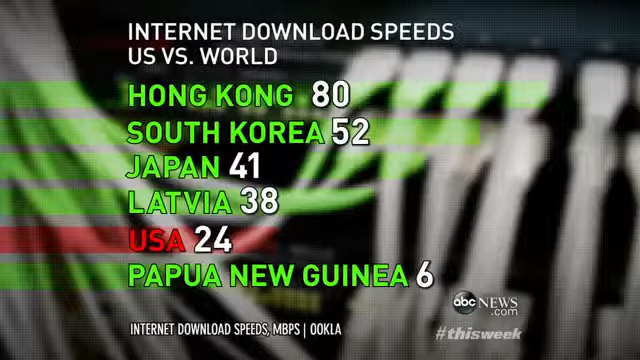 INTERNET DOWNLOAD SPEEDS
US VS. WORLD
HONG KONG 80
SOUTH KOREA 52
JAPAN 41
LATVIA 38
USA 24
PAPUA NEW GUINEA 6
abc NEWS
.com
INTERNET DOWNLOAD SPEEDS, MBPS | OOKLA
#thisweek